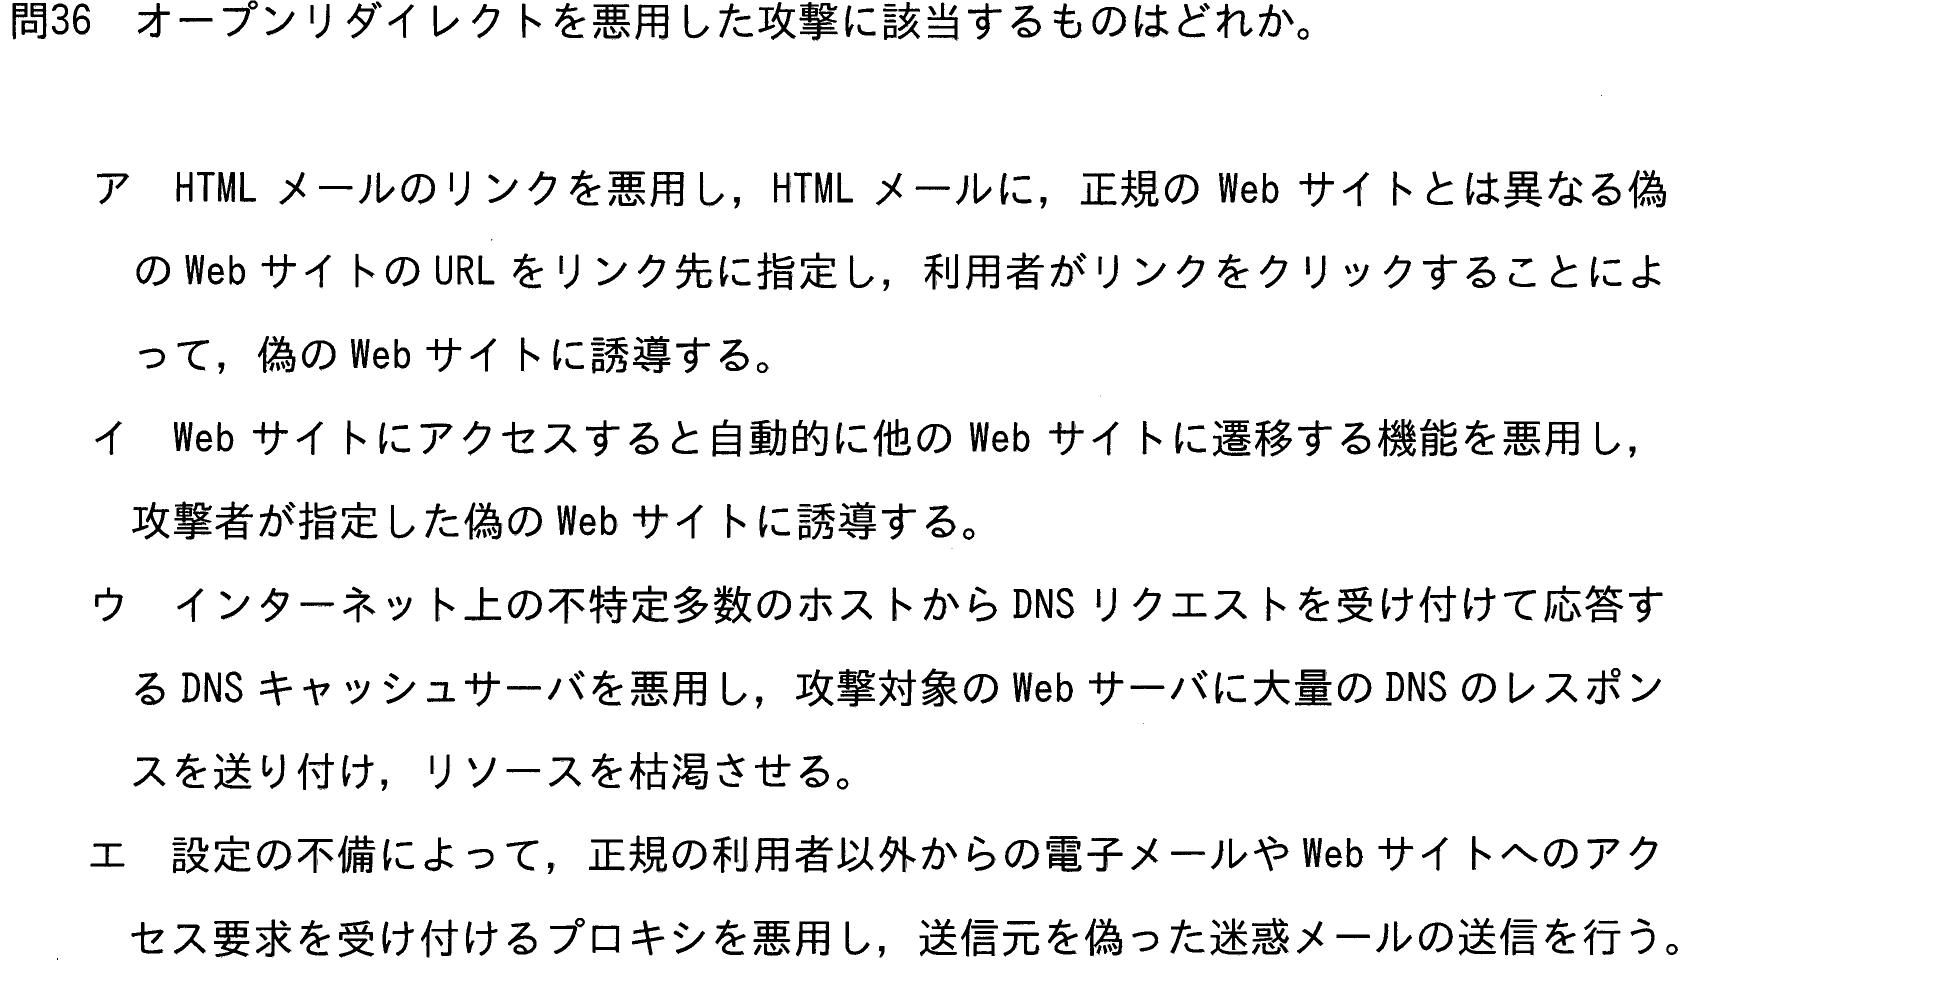 問36　オープンリダイレクトを悪用した攻撃に該当するものはどれか。
ア　HTML メールのリンクを悪用し，HTML メールに，正規の Web サイトとは異なる偽
の Web サイトの URL をリンク先に指定し，利用者がリンクをクリックすることによ
って，偽の Web サイトに誘導する。
イ　Web サイトにアクセスすると自動的に他の Web サイトに遷移する機能を悪用し，
攻撃者が指定した偽の Web サイトに誘導する。
ウ　インターネット上の不特定多数のホストから DNS リクエストを受け付けて応答す
る DNS キャッシュサーバを悪用し，攻撃対象の Web サーバに大量の DNS のレスポン
スを送り付け，リソースを枯渇させる。
エ　設定の不備によって，正規の利用者以外からの電子メールや Web サイトへのアク
セス要求を受け付けるプロキシを悪用し，送信元を偽った迷惑メールの送信を行う。